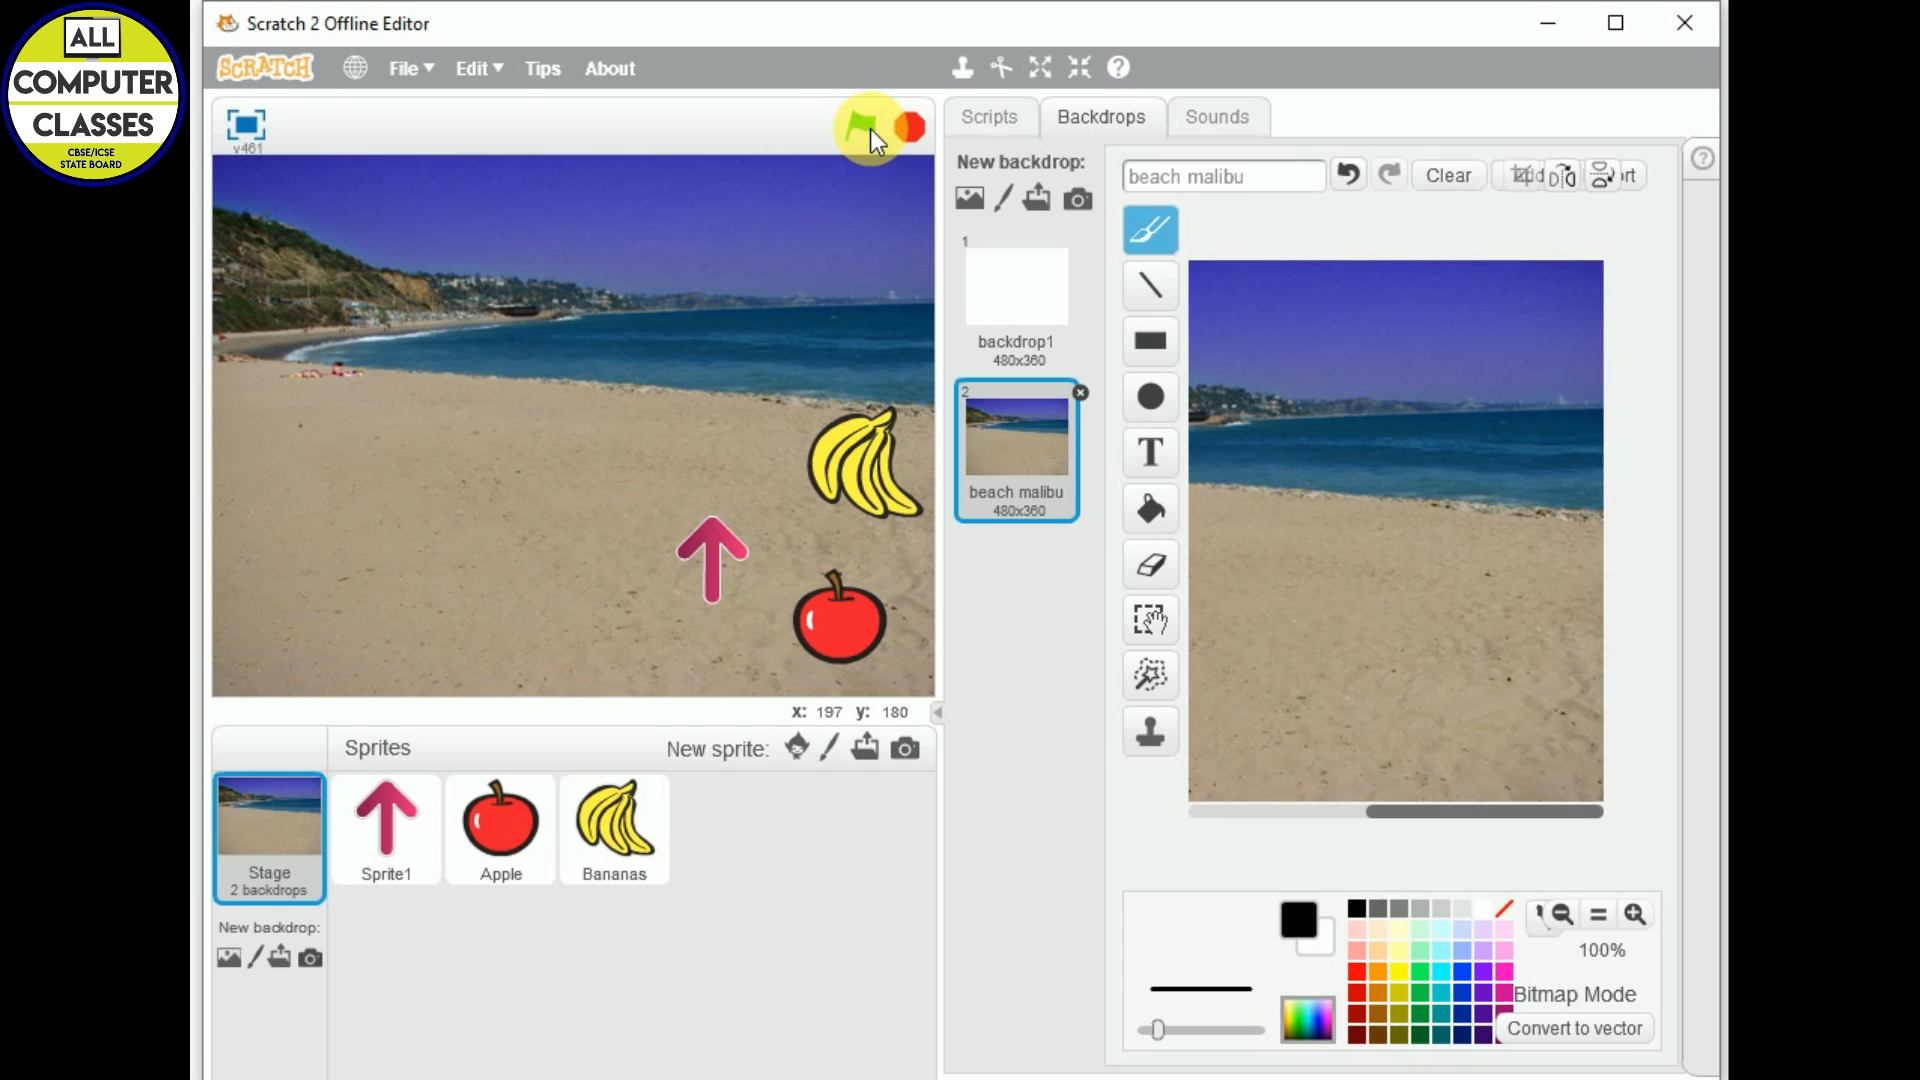 ALL
COMPUTER
CLASSES
CBSE/ICSE
STATE BOARD
Scratch 2 Offline Editor
SCRATCH
File Edit Tips About
v461
Scripts Backdrops Sounds
New backdrop:
beach malibu
Clear
1
backdrop1
480x360
2
beach malibu
480x360
T
x: 197 y: 180
Sprites
New sprite:
Stage
2 backdrops
Sprite1
Apple
Bananas
New backdrop:
100%
Bitmap Mode
Convert to vector